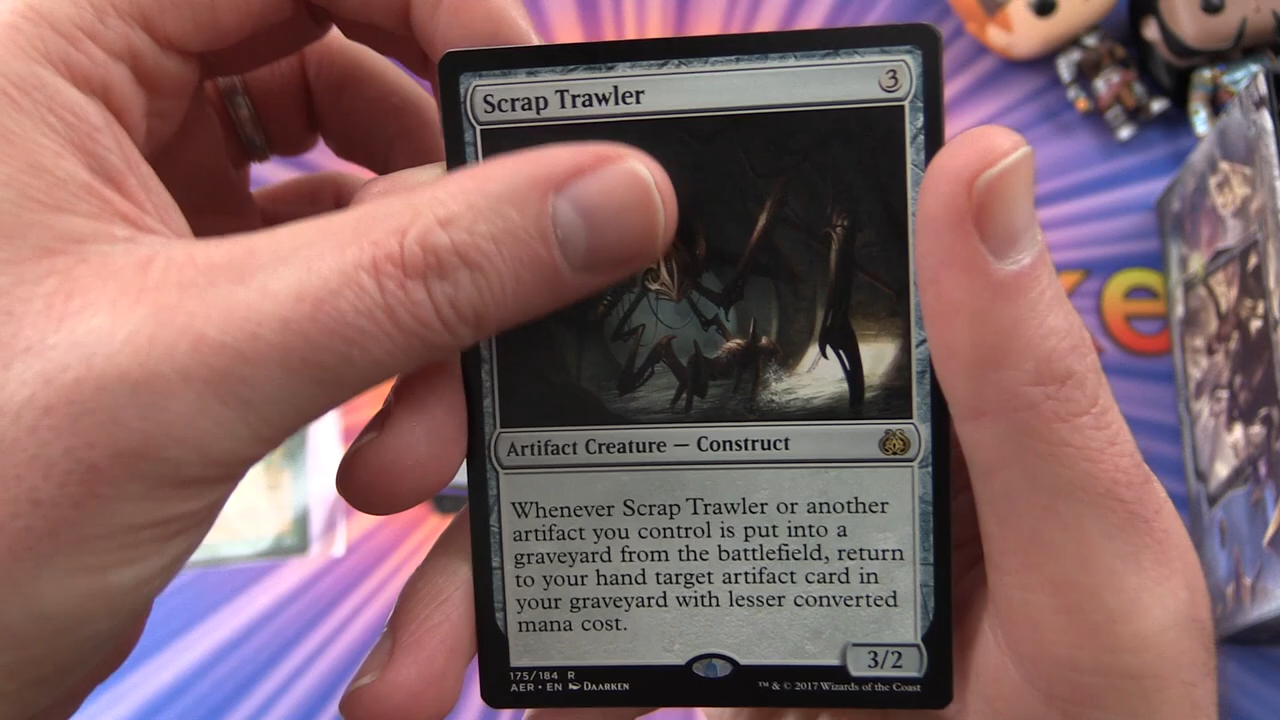 Scrap Trawler
3
Artifact Creature — Construct
Whenever Scrap Trawler or another
artifact you control is put into a
graveyard from the battlefield, return
to your hand target artifact card in
your graveyard with lesser converted
mana cost.
3/2
175/184 R
AER • EN DAARKEN
™ & © 2017 Wizards of the Coast
ke